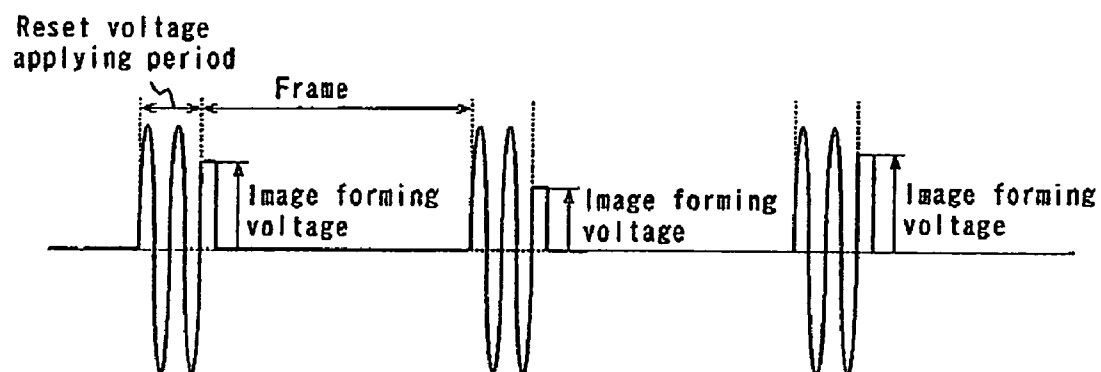 Reset voltage
applying period
Frame
Image forming
voltage
Image forming
voltage
Image forming
voltage